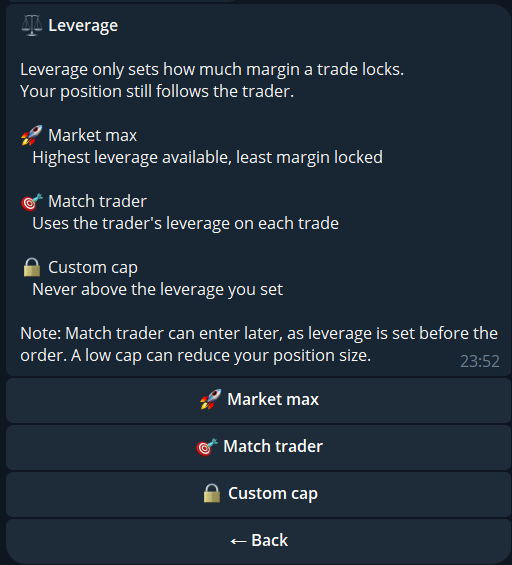 ⚖️ Leverage
Leverage only sets how much margin a trade locks.
Your position still follows the trader.
🚀 Market max
Highest leverage available, least margin locked
🎯 Match trader
Uses the trader's leverage on each trade
🔒 Custom cap
Never above the leverage you set
Note: Match trader can enter later, as leverage is set before the
order. A low cap can reduce your position size.
23:52
🚀 Market max
🎯 Match trader
🔒 Custom cap
← Back